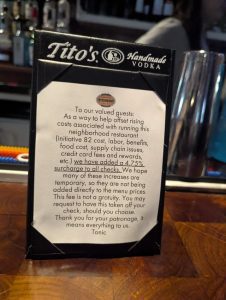 Tito's Handmade
VODKA
To our valued guests:
As a way to help offset rising
costs associated with running this
neighborhood restaurant
(Initiative 82 cost, labor, benefits,
food cost, supply chain issues,
credit card fees and rewards,
etc.) we have added a 4.75%
surcharge to all checks. We hope
many of these increases are
temporary, so they are not being
added directly to the menu prices.
This fee is not a gratuity. You may
request to have this taken off your
check, should you choose.
Thank you for your patronage, it
means everything to us.
Tonic